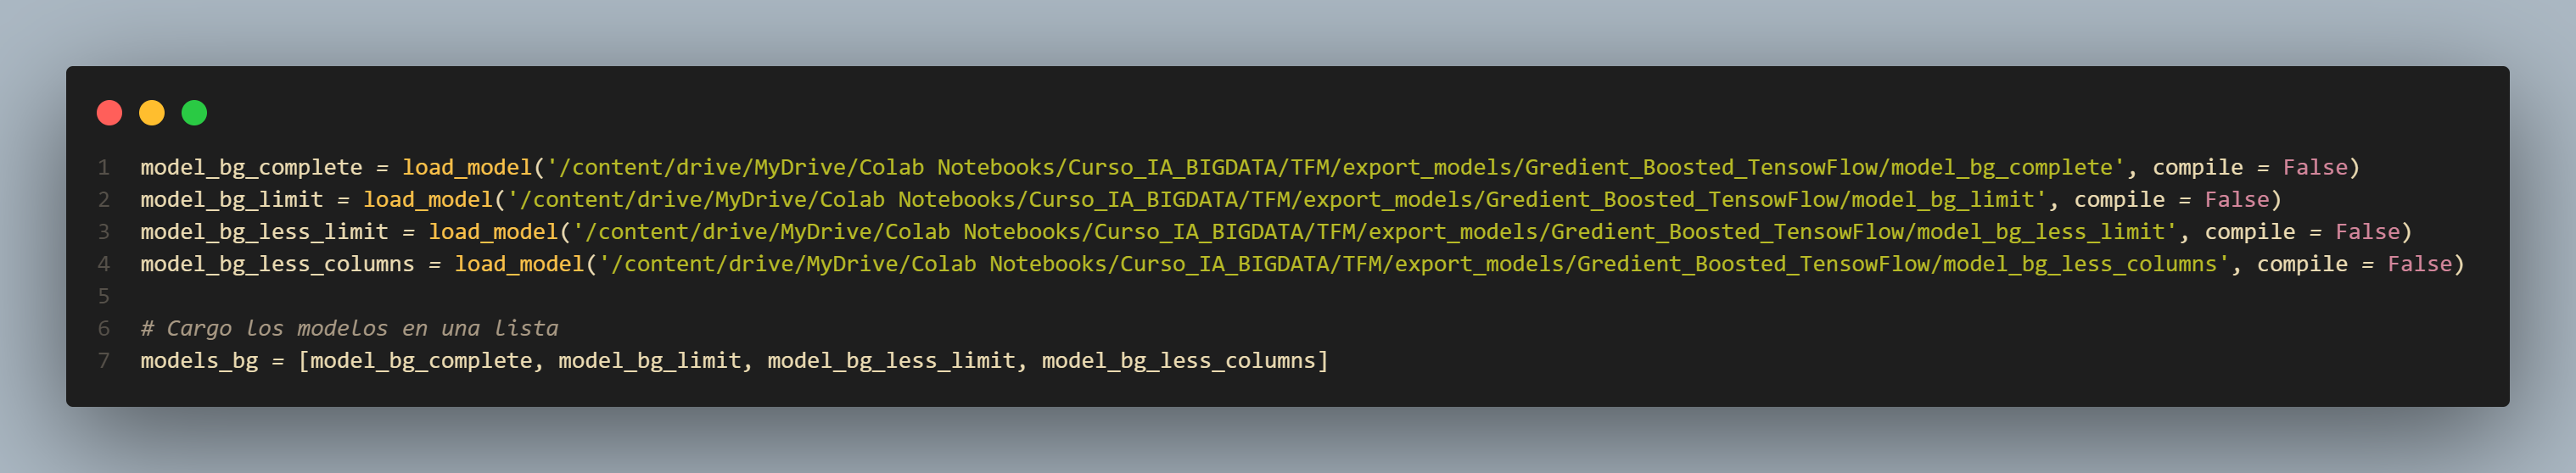 1 model_bg_complete = load_model('/content/drive/MyDrive/Colab Notebooks/Curso_IA_BIGDATA/TFM/export_models/Gredient_Boosted_TensowFlow/model_bg_complete', compile = False)
2 model_bg_limit = load_model('/content/drive/MyDrive/Colab Notebooks/Curso_IA_BIGDATA/TFM/export_models/Gredient_Boosted_TensowFlow/model_bg_limit', compile = False)
3 model_bg_less_limit = load_model('/content/drive/MyDrive/Colab Notebooks/Curso_IA_BIGDATA/TFM/export_models/Gredient_Boosted_TensowFlow/model_bg_less_limit', compile = False)
4 model_bg_less_columns = load_model('/content/drive/MyDrive/Colab Notebooks/Curso_IA_BIGDATA/TFM/export_models/Gredient_Boosted_TensowFlow/model_bg_less_columns', compile = False)
5
6 # Cargo los modelos en una lista
7 models_bg = [model_bg_complete, model_bg_limit, model_bg_less_limit, model_bg_less_columns]